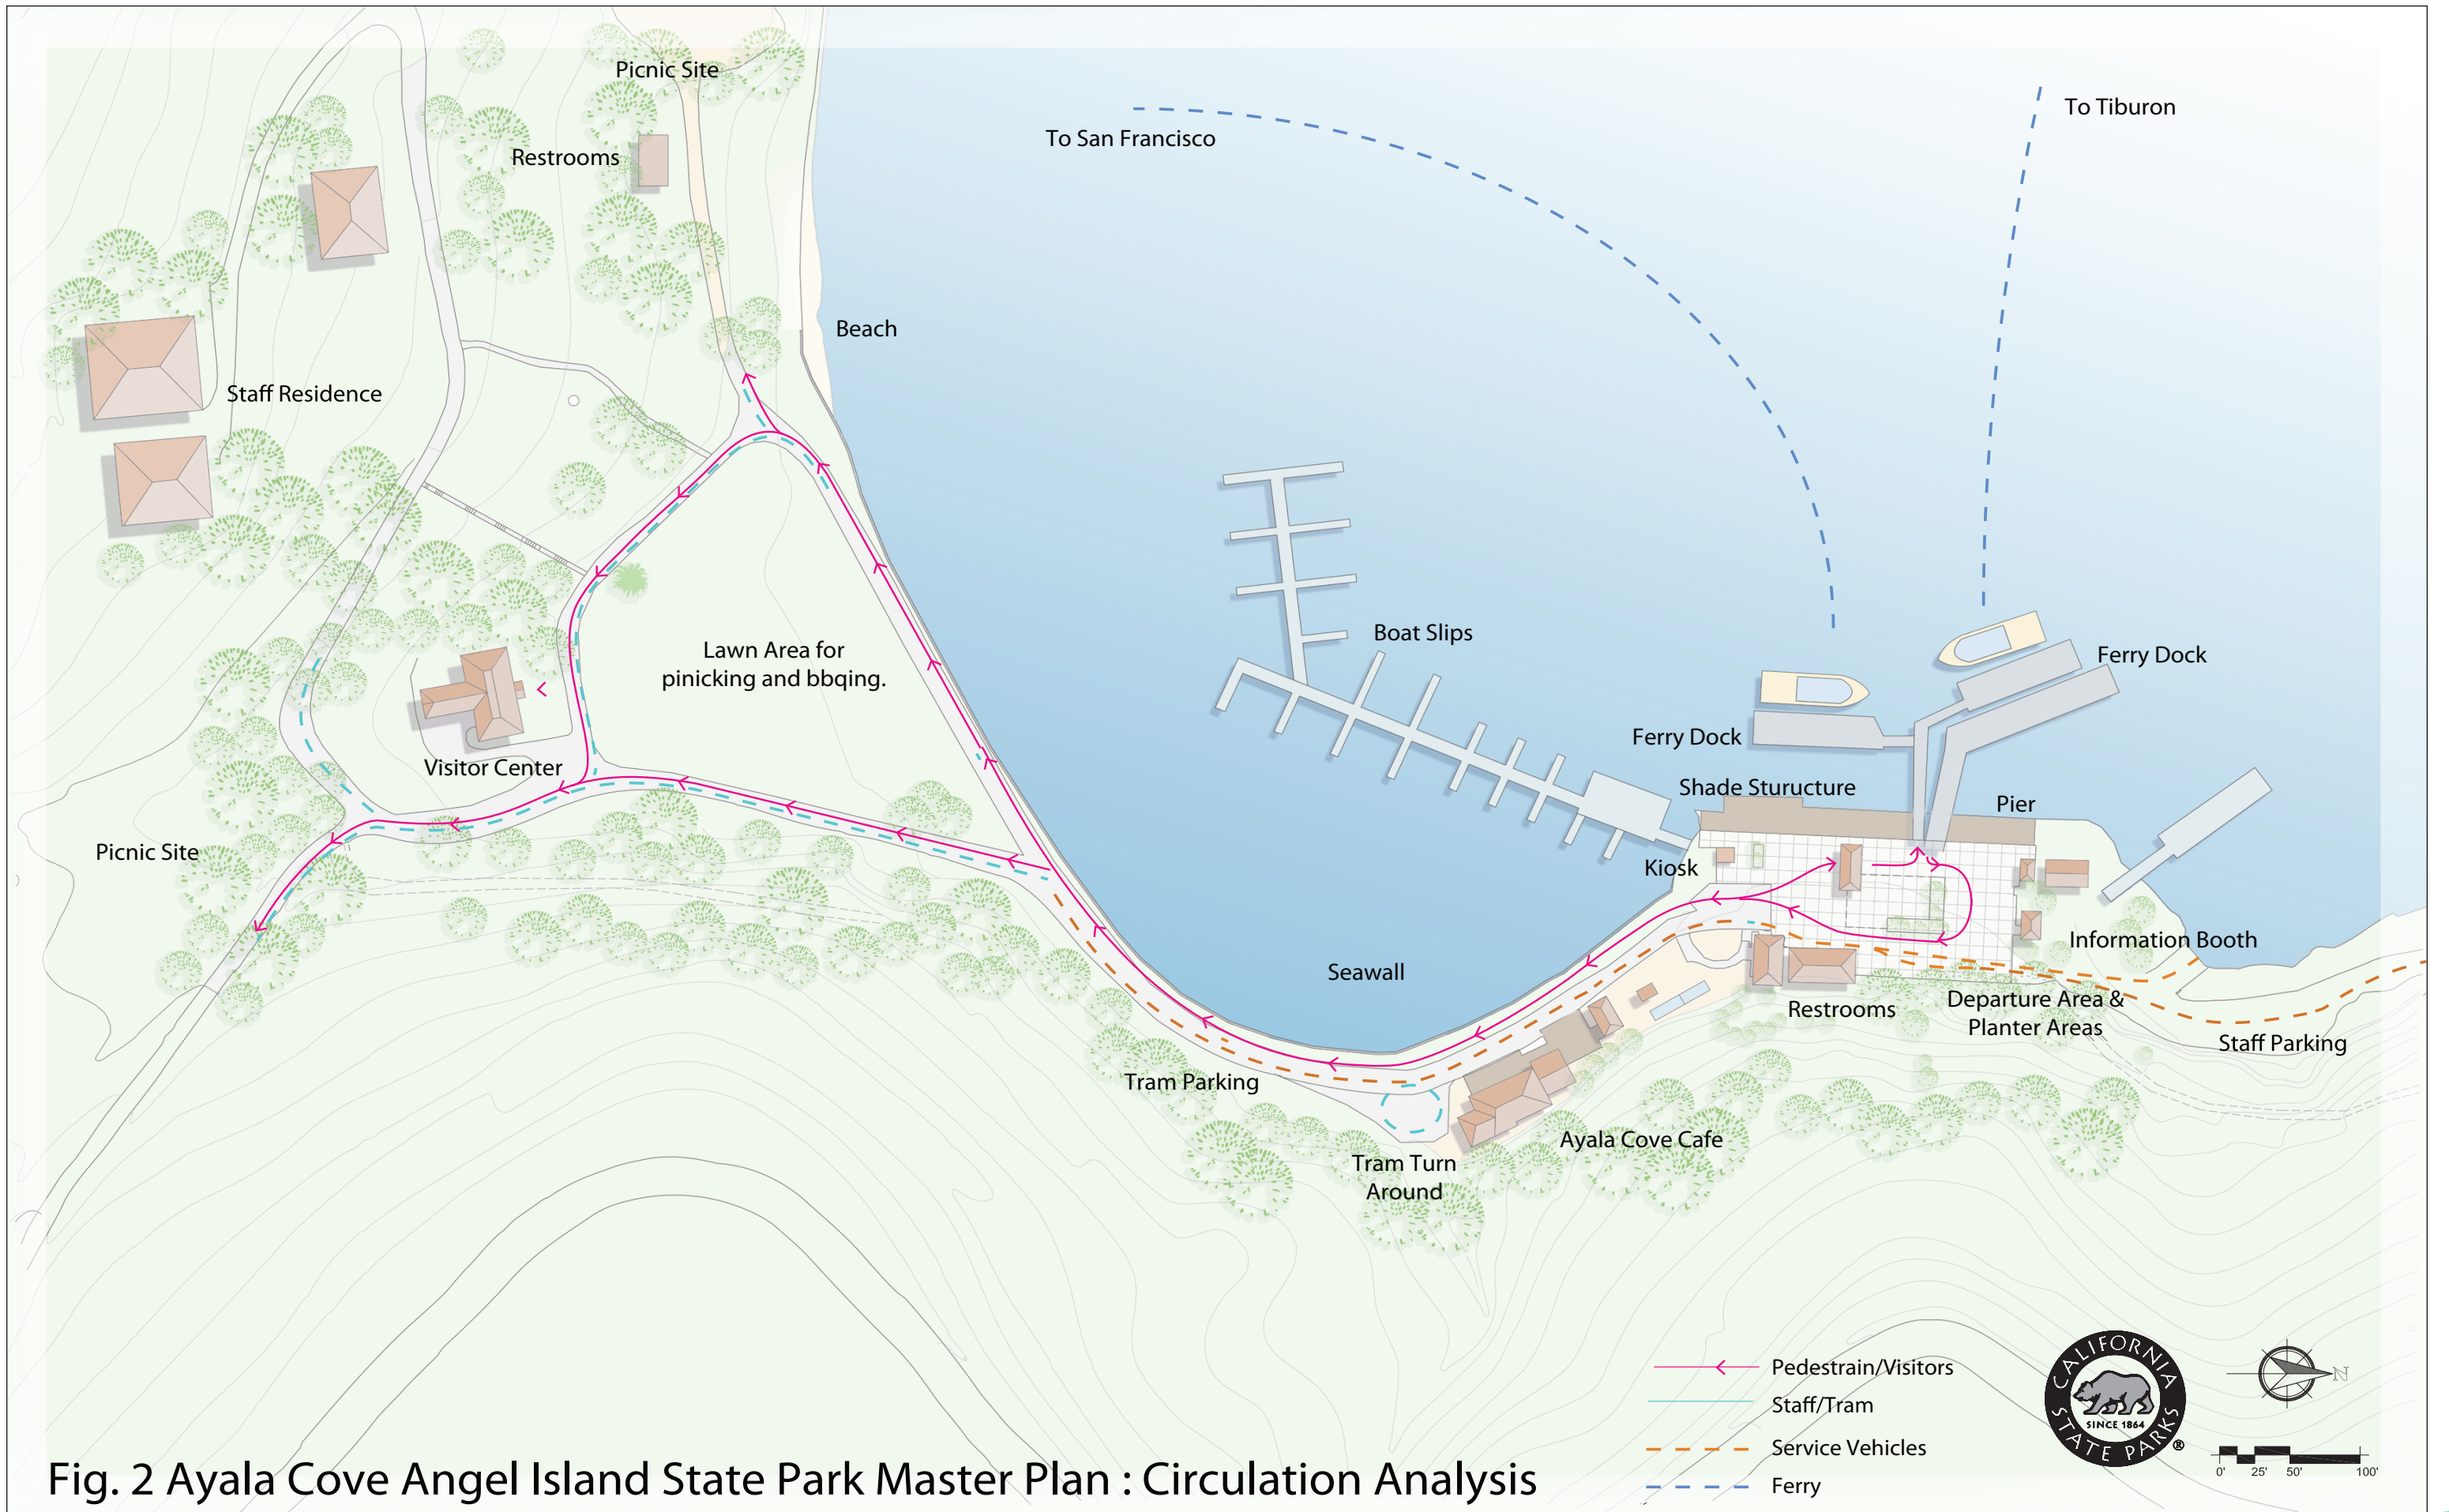 Picnic Site
To Tiburon
To San Francisco
Restrooms
Beach
Staff Residence
Boat Slips
Lawn Area for
pinicking and bbqing.
Ferry Dock
Ferry Dock
Visitor Center
Shade Sturucture
Pier
Picnic Site
Kiosk
Information Booth
Seawall
Restrooms
Departure Area &
Planter Areas
Staff Parking
Tram Parking
Ayala Cove Cafe
Tram Turn
Around
Pedestrain/Visitors
Staff/Tram
Service Vehicles
Ferry
CALIFORNIA
SINCE 1864
STATE PARKS
®
N
0' 25' 50' 100'
Fig. 2 Ayala Cove Angel Island State Park Master Plan : Circulation Analysis